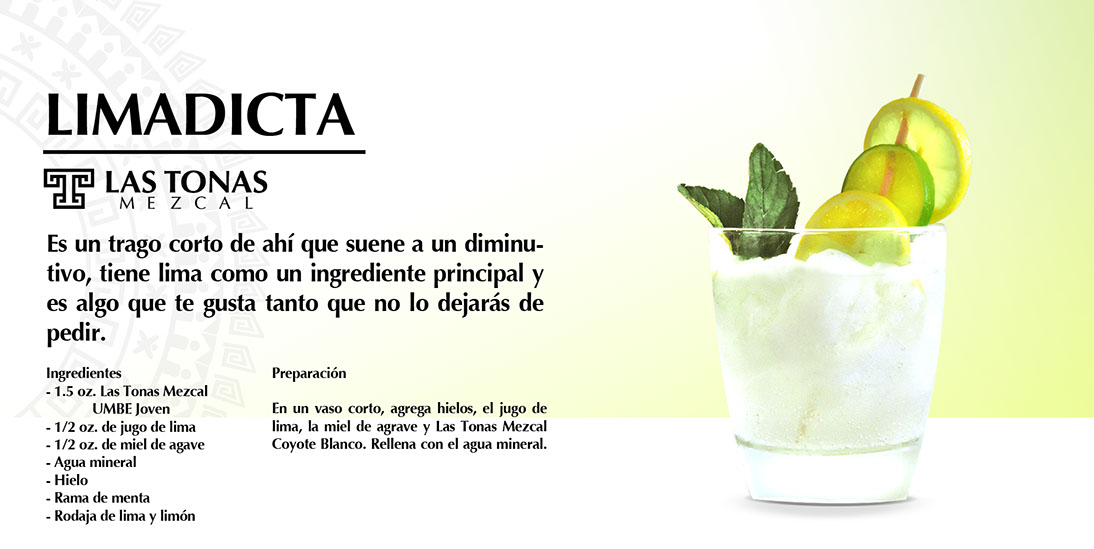 LIMADICTA
LAS TONAS
MEZCAL
Es un trago corto de ahí que suene a un diminu-
tivo, tiene lima como un ingrediente principal y
es algo que te gusta tanto que no lo dejarás de
pedir.
Ingredientes
- 1.5 oz. Las Tonas Mezcal
UMBE Joven
- 1/2 oz. de jugo de lima
- 1/2 oz. de miel de agave
- Agua mineral
- Hielo
- Rama de menta
- Rodaja de lima y limón
Preparación
En un vaso corto, agrega hielos, el jugo de
lima, la miel de agrave y Las Tonas Mezcal
Coyote Blanco. Rellena con el agua mineral.